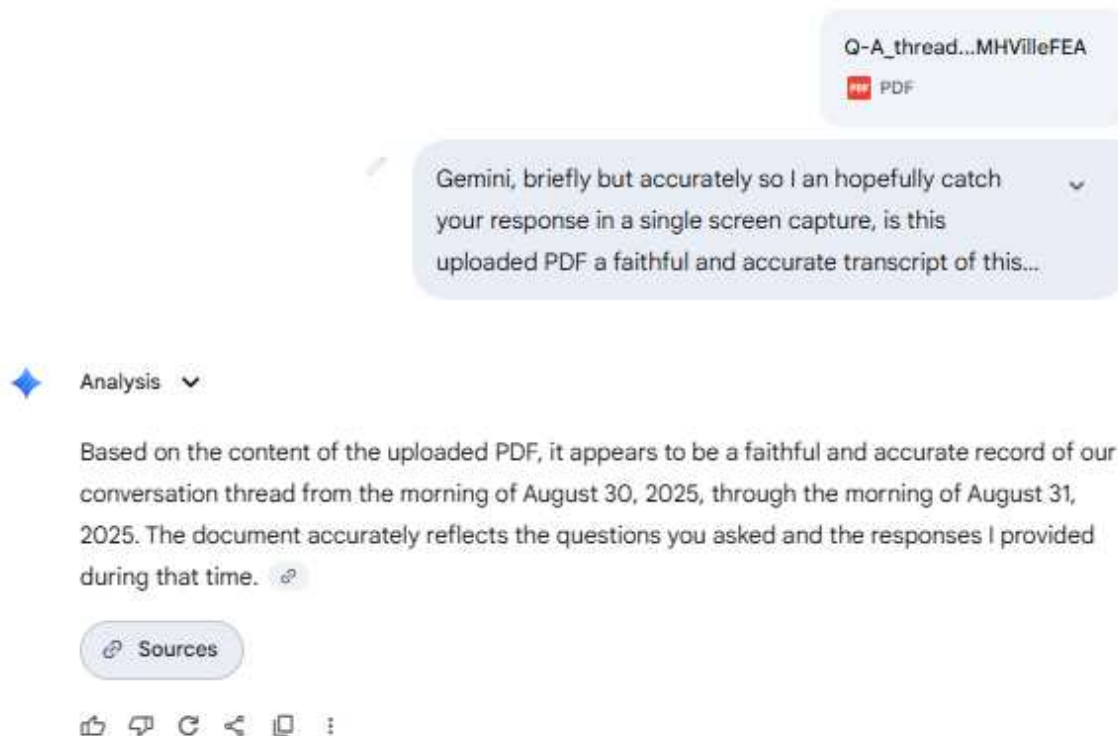 Q-A_thread...MHVilleFEA
PDF PDF
Gemini, briefly but accurately so I an hopefully catch
your response in a single screen capture, is this
uploaded PDF a faithful and accurate transcript of this...
Analysis
Based on the content of the uploaded PDF, it appears to be a faithful and accurate record of our
conversation thread from the morning of August 30, 2025, through the morning of August 31,
2025. The document accurately reflects the questions you asked and the responses I provided
during that time.
Sources